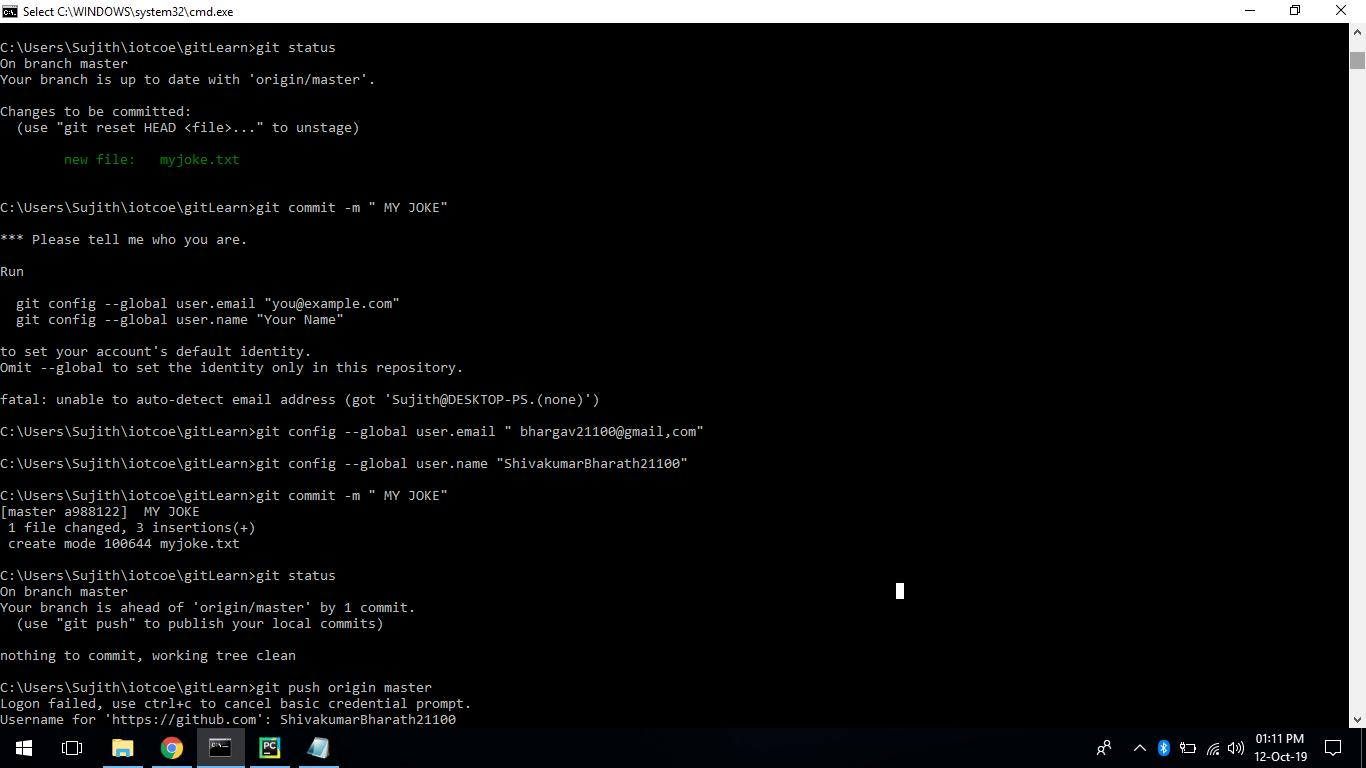 Select C:\WINDOWS\system32\cmd.exe
C:\Users\Sujith\iotcoe\gitLearn>git status
On branch master
Your branch is up to date with 'origin/master'.
Changes to be committed:
  (use "git reset HEAD <file>..." to unstage)
        new file:   myjoke.txt
C:\Users\Sujith\iotcoe\gitLearn>git commit -m " MY JOKE"
*** Please tell me who you are.
Run
  git config --global user.email "you@example.com"
  git config --global user.name "Your Name"
to set your account's default identity.
Omit --global to set the identity only in this repository.
fatal: unable to auto-detect email address (got 'Sujith@DESKTOP-PS.(none)')
C:\Users\Sujith\iotcoe\gitLearn>git config --global user.email " bhargav21100@gmail,com"
C:\Users\Sujith\iotcoe\gitLearn>git config --global user.name "ShivakumarBharath21100"
C:\Users\Sujith\iotcoe\gitLearn>git commit -m " MY JOKE"
[master a988122]  MY JOKE
 1 file changed, 3 insertions(+)
 create mode 100644 myjoke.txt
C:\Users\Sujith\iotcoe\gitLearn>git status
On branch master
Your branch is ahead of 'origin/master' by 1 commit.
  (use "git push" to publish your local commits)
nothing to commit, working tree clean
C:\Users\Sujith\iotcoe\gitLearn>git push origin master
Logon failed, use ctrl+c to cancel basic credential prompt.
Username for 'https://github.com': ShivakumarBharath21100
PC
01:11 PM
12-Oct-19